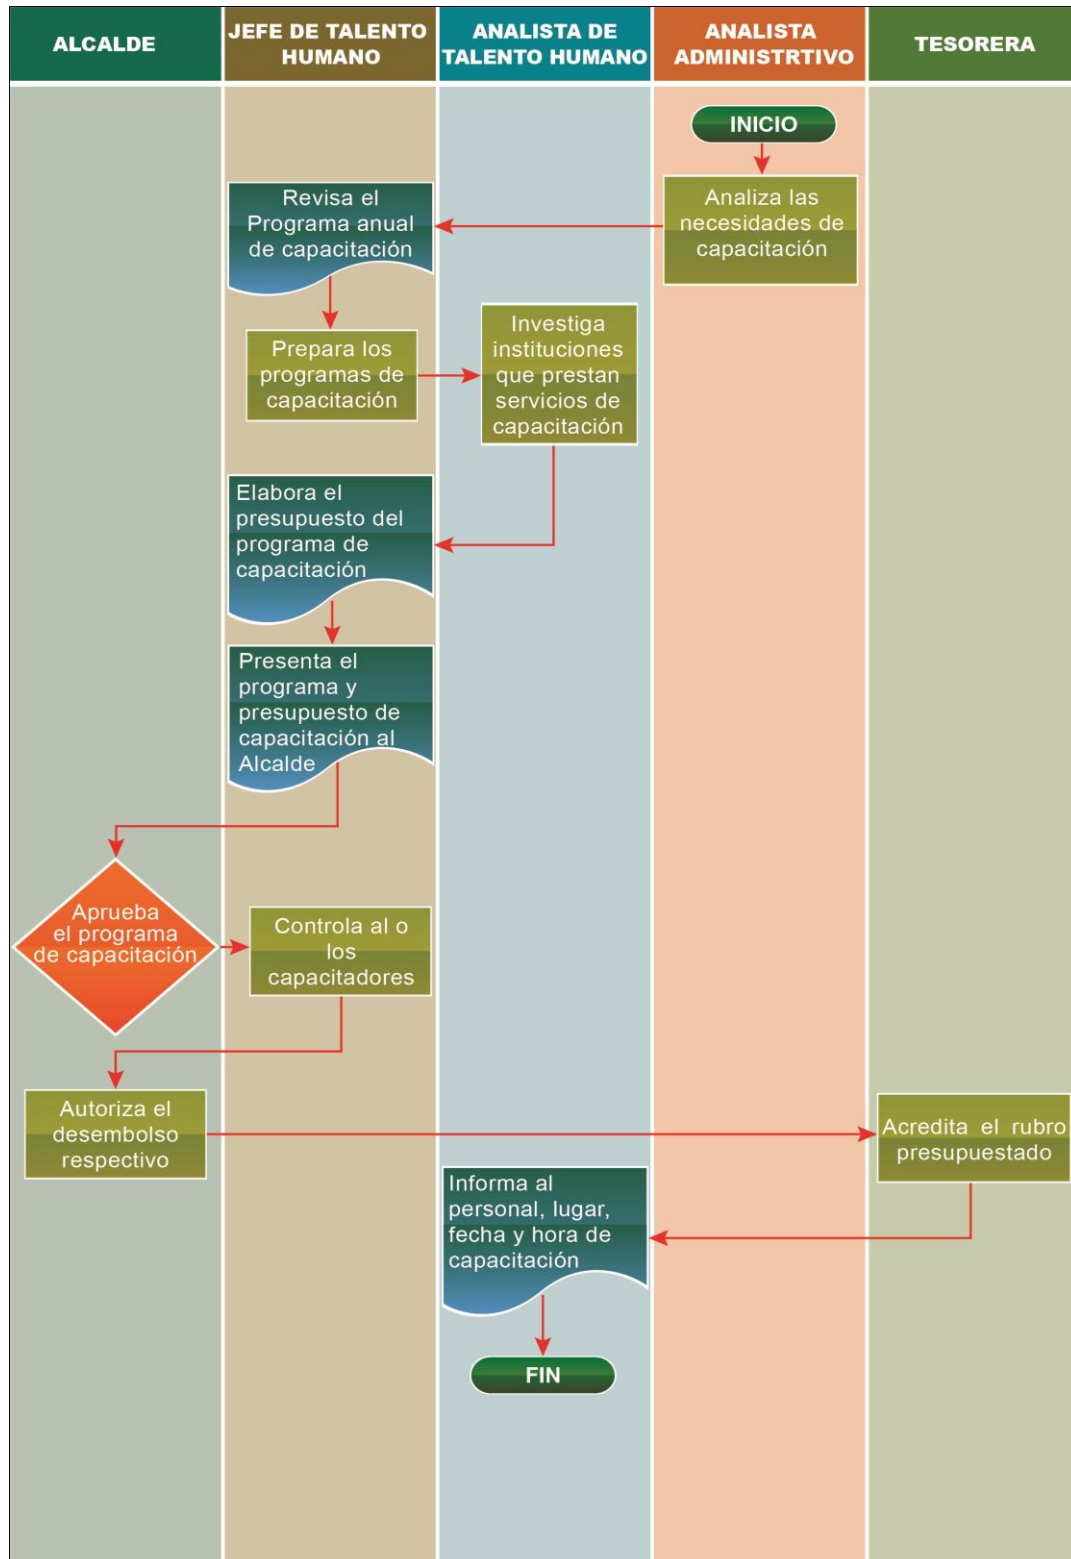 ALCALDE
JEFE DE TALENTO
HUMANO
ANALISTA DE
TALENTO HUMANO
ANALISTA
ADMINISTRTIVO
TESORERA
INICIO
Analiza las
necesidades de
capacitación
Revisa el
Programa anual
de capacitación
Prepara los
programas de
capacitación
Investiga
instituciones
que prestan
servicios de
capacitación
Elabora el
presupuesto del
programa de
capacitación
Presenta el
programa y
presupuesto de
capacitación al
Alcalde
Aprueba
el programa
de capacitación
Controla al o
los
capacitadores
Autoriza el
desembolso
respectivo
Acredita el rubro
presupuestado
Informa al
personal, lugar,
fecha y hora de
capacitación
FIN